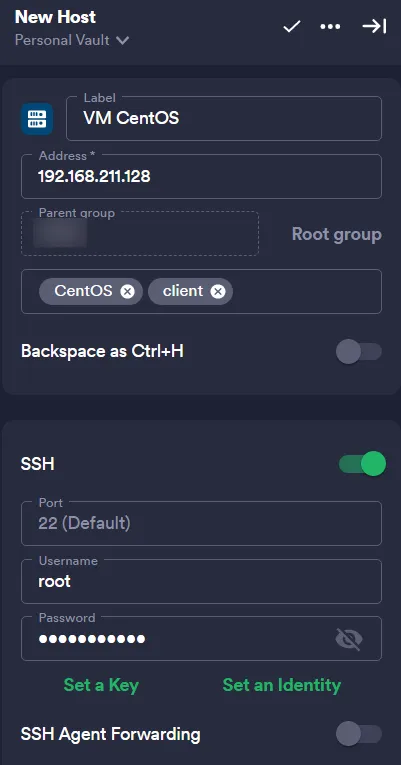 New Host
Personal Vault
Label
VM CentOS
Address *
192.168.211.128
Parent group
Root group
CentOS client
Backspace as Ctrl+H
SSH
Port
22 (Default)
Username
root
Password
●●●●●●●●●●●
Set a Key Set an Identity
SSH Agent Forwarding